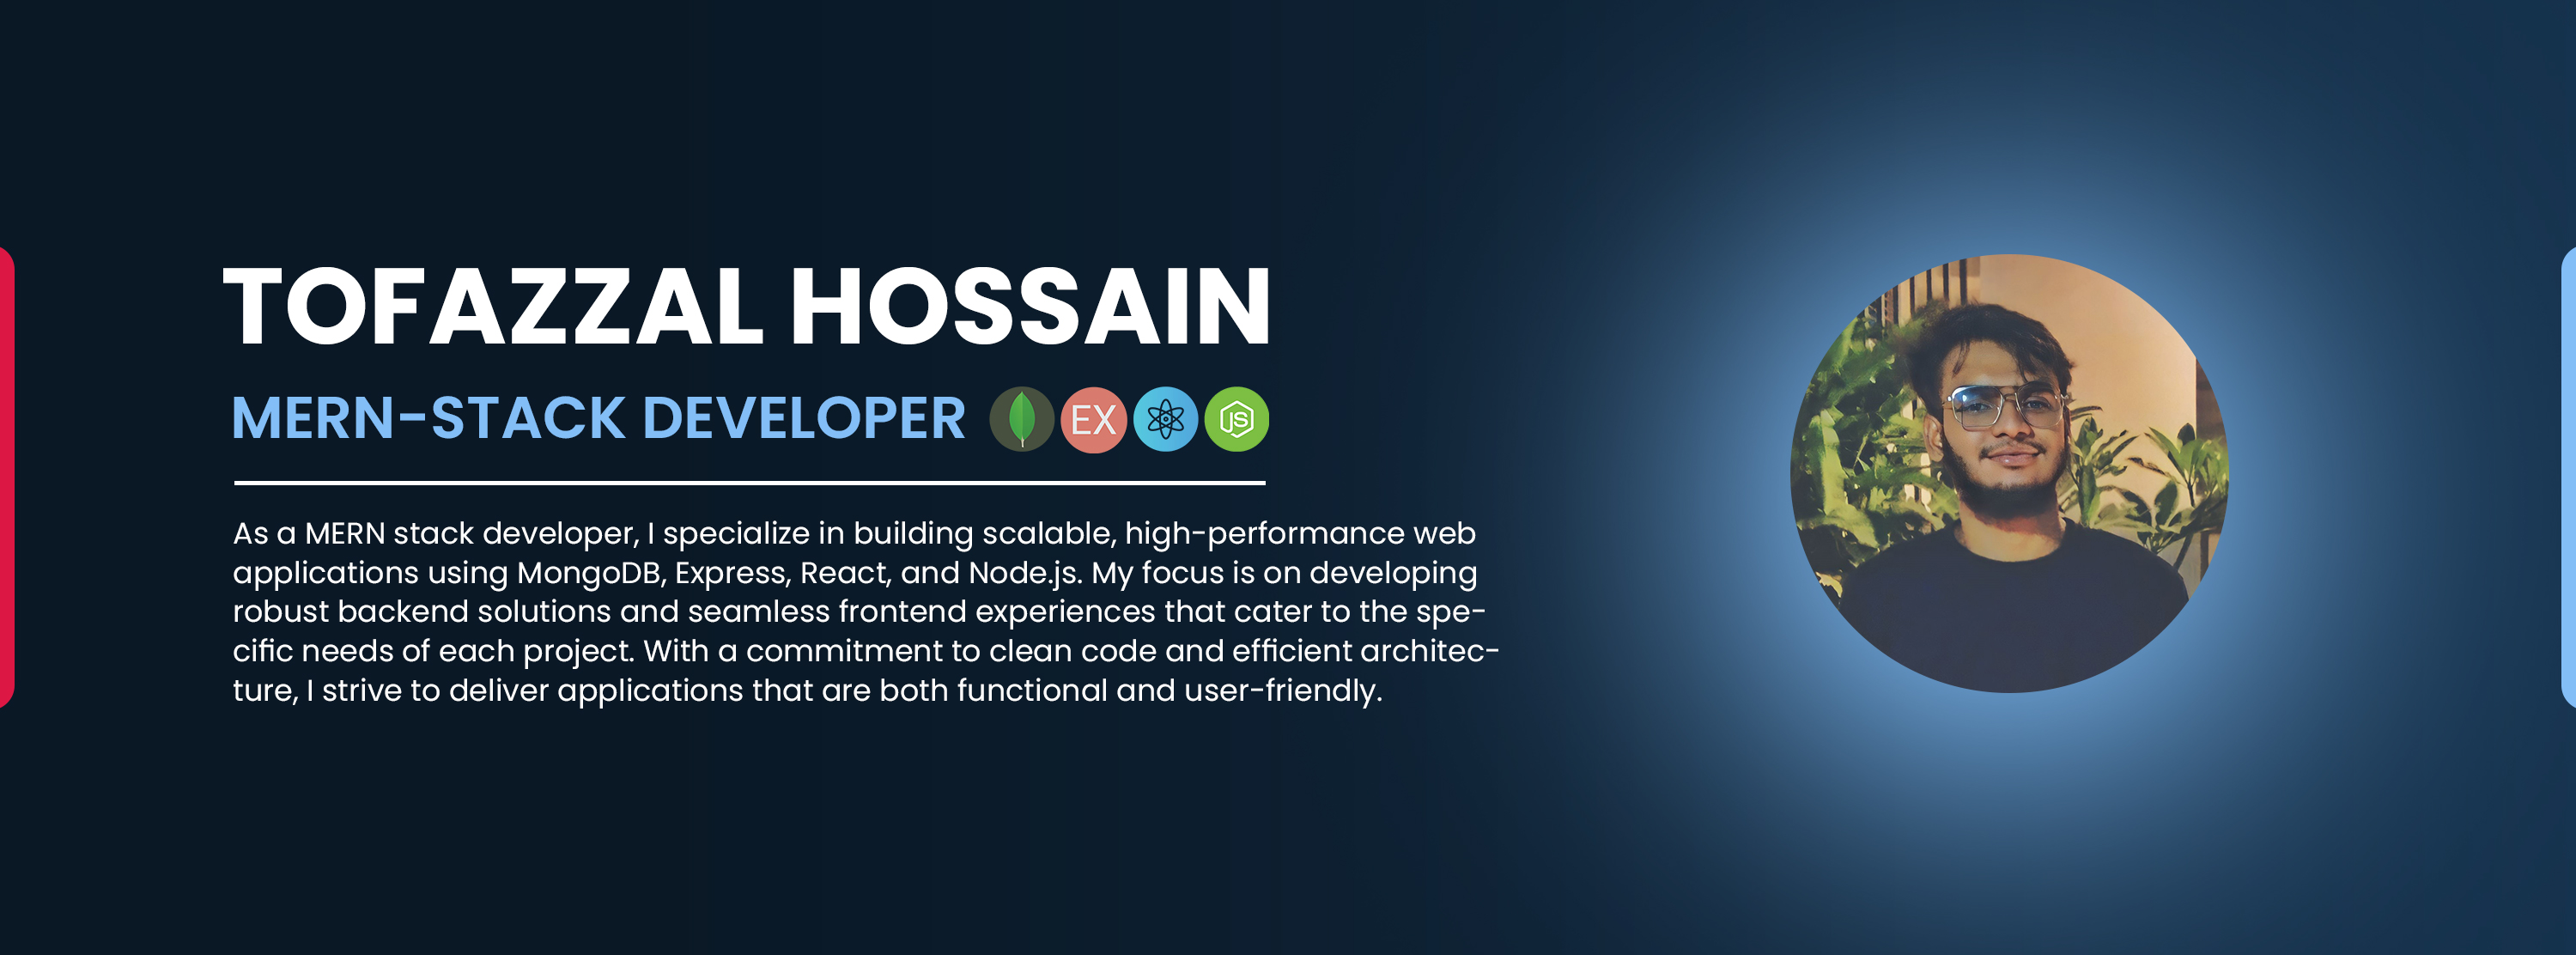 TOFAZZAL HOSSAIN
MERN-STACK DEVELOPER
EX
JS
As a MERN stack developer, I specialize in building scalable, high-performance web
applications using MongoDB, Express, React, and Node.js. My focus is on developing
robust backend solutions and seamless frontend experiences that cater to the spe-
cific needs of each project. With a commitment to clean code and efficient architec-
ture, I strive to deliver applications that are both functional and user-friendly.